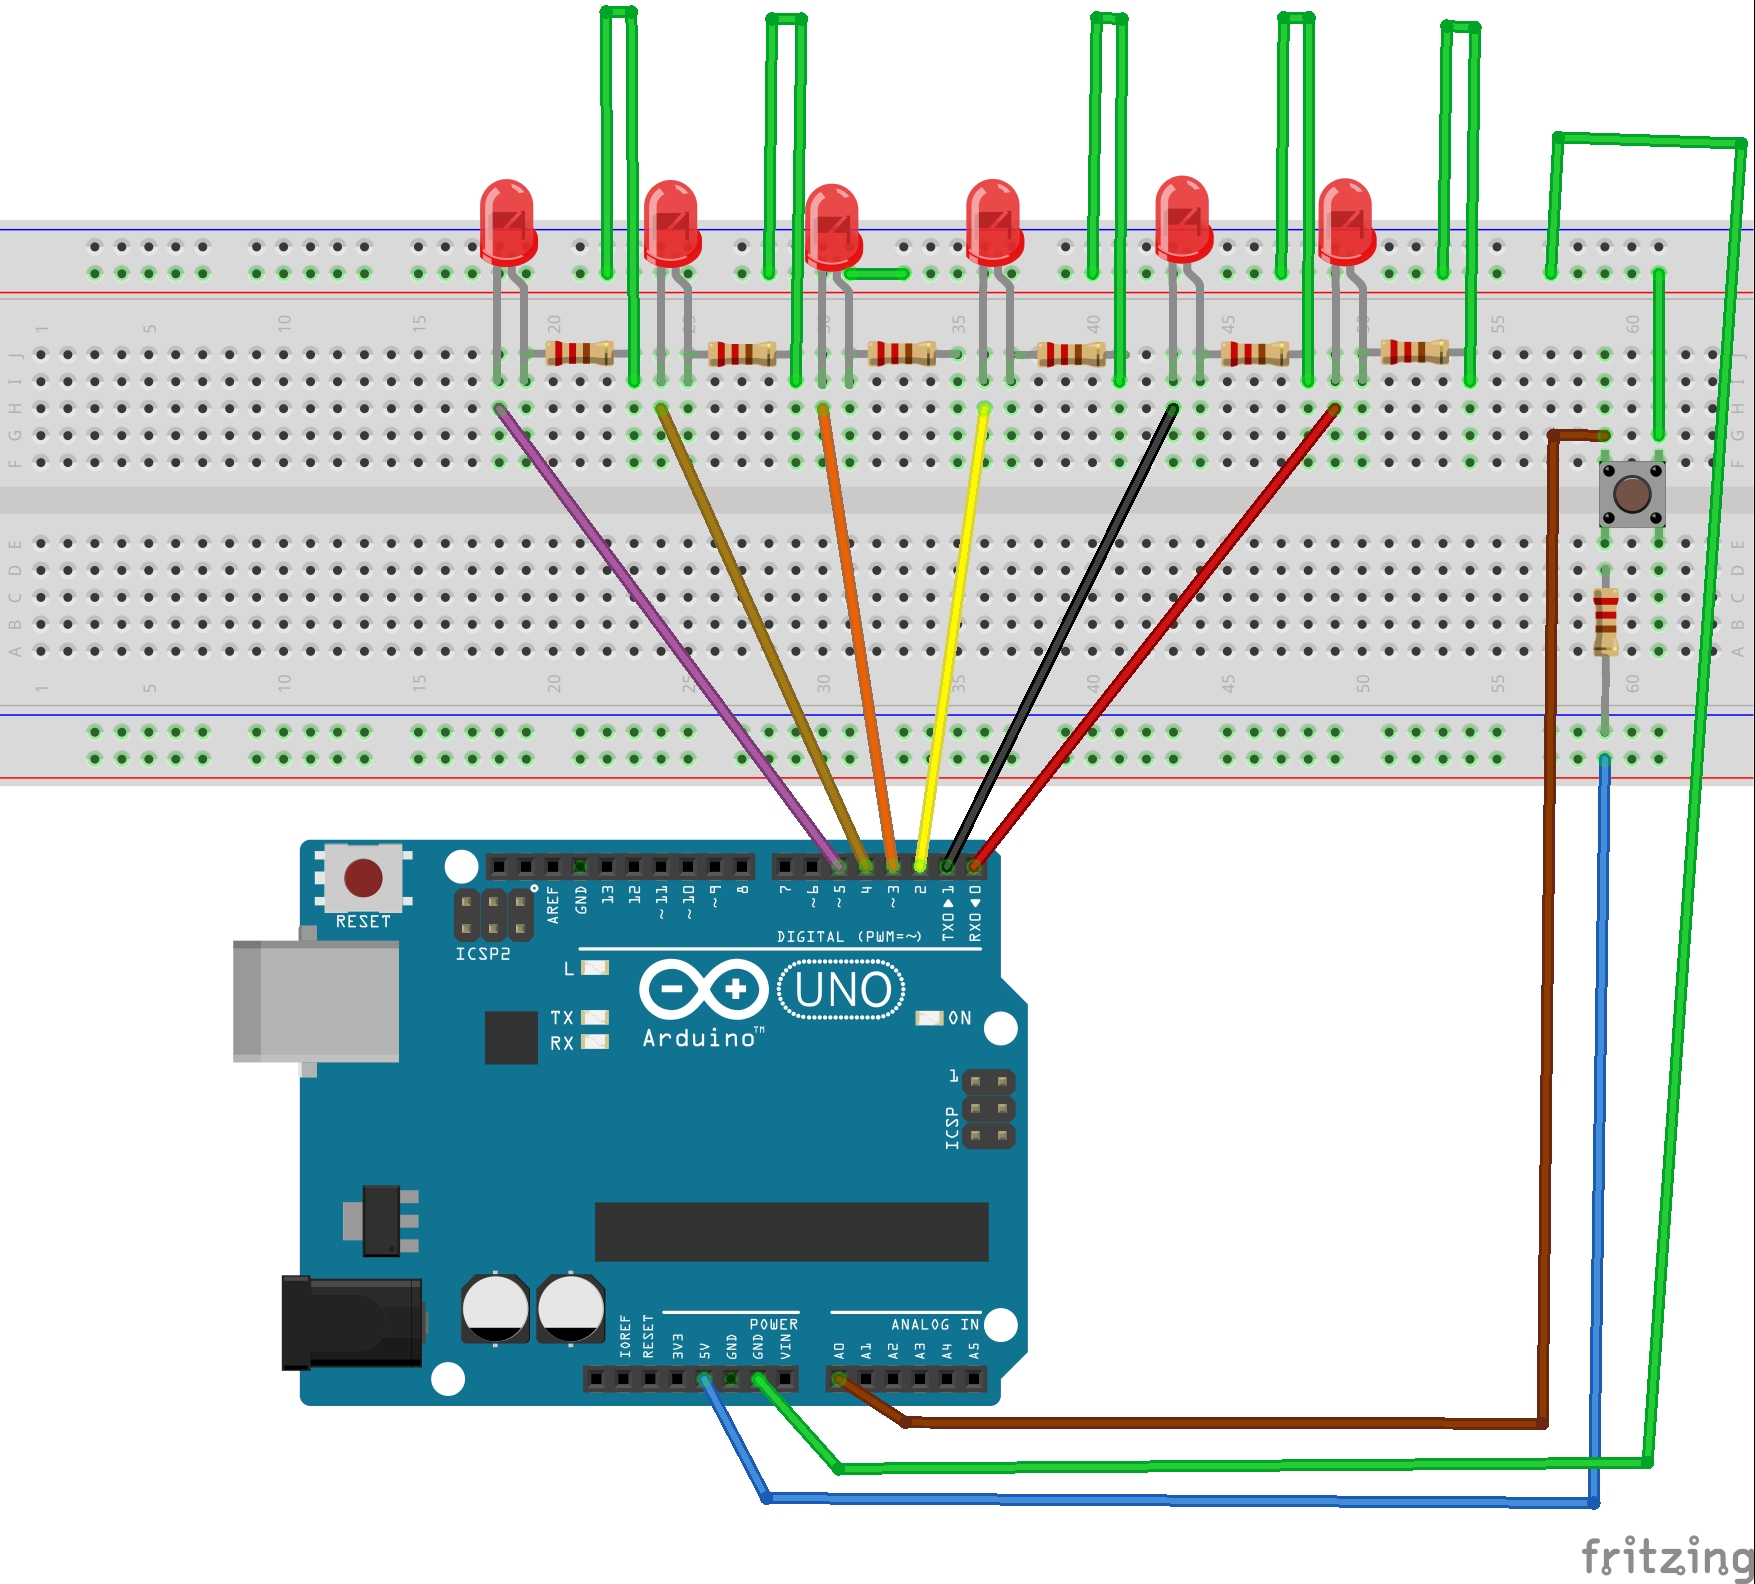 1 5 10 15 20 25 30 35 40 45 50 55 60
J J
I I
H H
G G
F F
E E
D D
C C
B B
A A
1 5 10 15 20 25 30 35 40 45 50 55 60
RESET
ICSP2
AREF GND 13 12 ~11 ~10 ~9 8 7 ~6 ~5 4 ~3 2 TX0▶1 RX0◀0
DIGITAL (PWM=~)
L
TX
RX
UNO
Arduino™
ON
1
ICSP
POWER
ANALOG IN
IOREF RESET 3V3 5V GND GND VIN A0 A1 A2 A3 A4 A5
fritzing